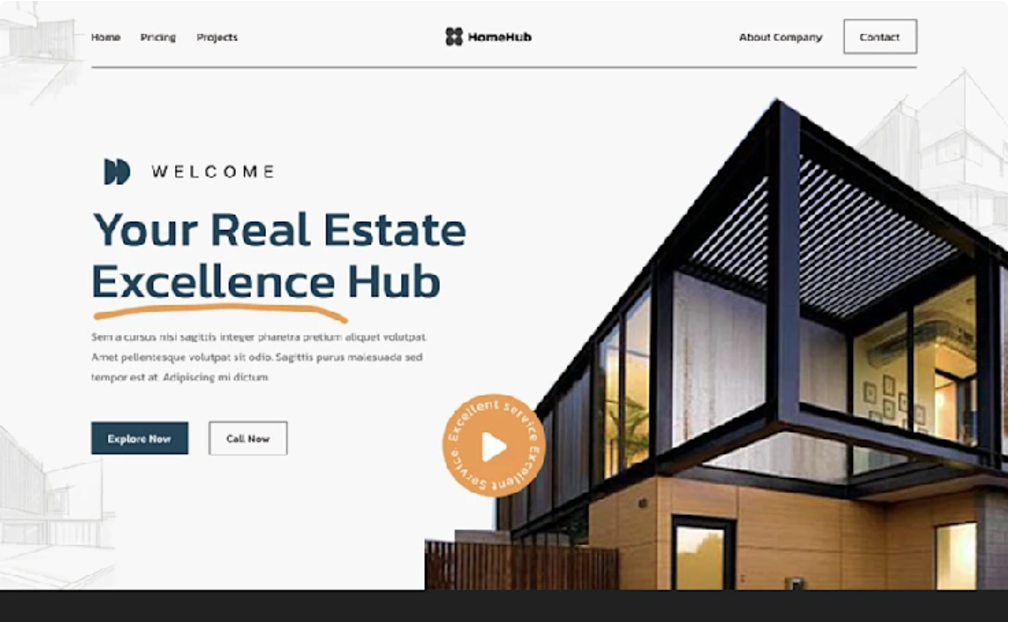 Home
Pricing
Projects
HomeHub
About Company
Contact
WELCOME
Your Real Estate
Excellence Hub
Sem a cursus nisi sagittis integer pharetra pretium aliquet volutpat.
Amet pellentesque volutpat sit odio. Sagittis purus malesuada sed
tempor est at. Adipiscing mi dictum.
Explore Now
Call Now
Excellent service Excellent Service